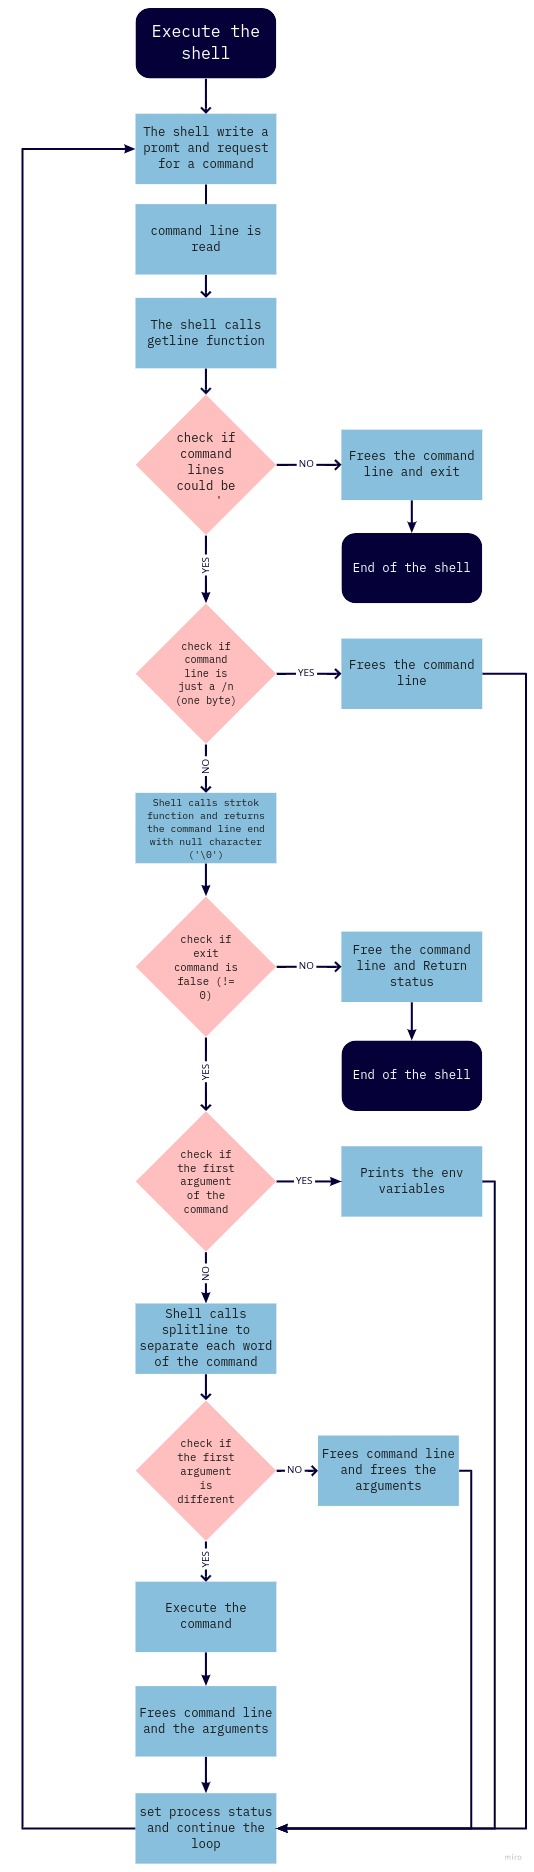 Execute the
shell
The shell write a
promt and request
for a command
command line is
read
The shell calls
getline function
check if
command
lines
could be
NO
Frees the command
line and exit
End of the shell
YES
check if
command
line is
just a /n
(one byte)
YES
Frees the command
line
NO
Shell calls strtok
function and returns
the command line end
with null character
('\0')
check if
exit
command is
false (!=
0)
NO
Free the command
line and Return
status
End of the shell
YES
check if
the first
argument
of the
command
YES
Prints the env
variables
NO
Shell calls
splitline to
separate each word
of the command
check if
the first
argument
is
different
NO
Frees command line
and frees the
arguments
YES
Execute the
command
Frees command line
and the arguments
set process status
and continue the
loop
miro